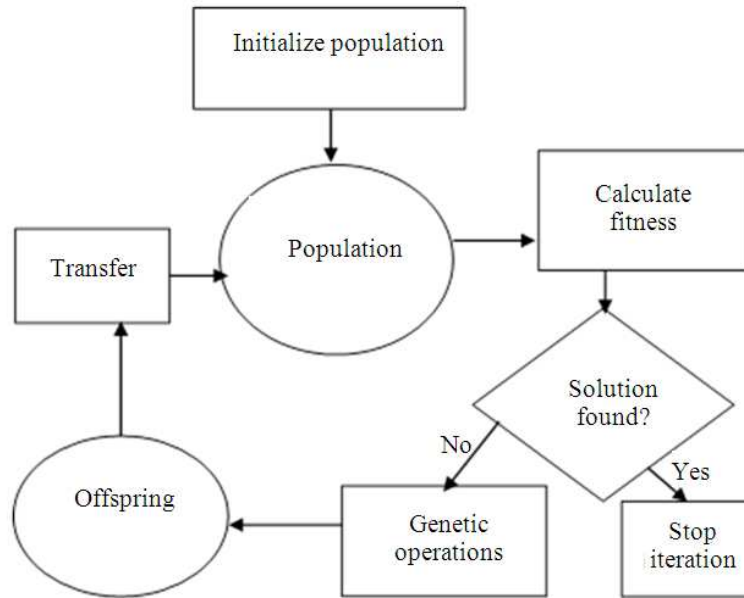 Initialize population
Calculate
fitness
Population
Transfer
Solution
found?
No
Yes
Offspring
Genetic
operations
Stop
iteration